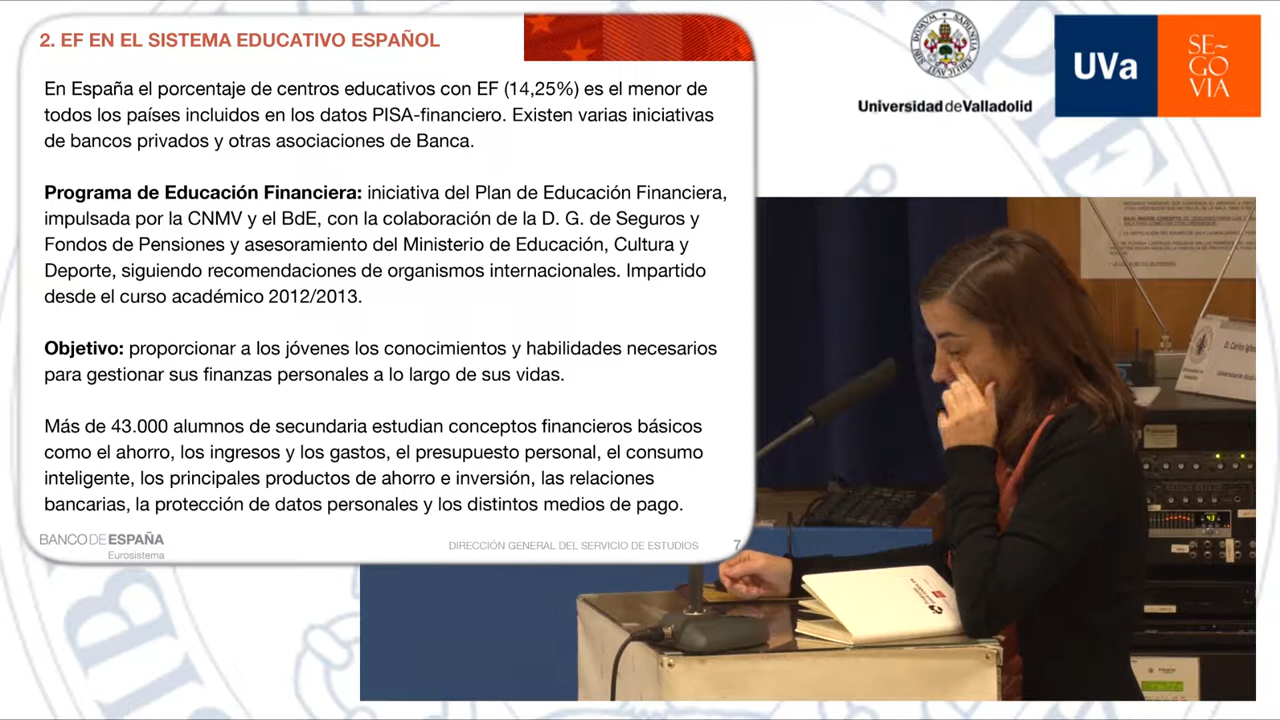 2. EF EN EL SISTEMA EDUCATIVO ESPAÑOL
En España el porcentaje de centros educativos con EF (14,25%) es el menor de
todos los países incluidos en los datos PISA-financiero. Existen varias iniciativas
de bancos privados y otras asociaciones de Banca.
Programa de Educación Financiera: iniciativa del Plan de Educación Financiera,
impulsada por la CNMV y el BdE, con la colaboración de la D. G. de Seguros y
Fondos de Pensiones y asesoramiento del Ministerio de Educación, Cultura y
Deporte, siguiendo recomendaciones de organismos internacionales. Impartido
desde el curso académico 2012/2013.
Objetivo: proporcionar a los jóvenes los conocimientos y habilidades necesarios
para gestionar sus finanzas personales a lo largo de sus vidas.
Más de 43.000 alumnos de secundaria estudian conceptos financieros básicos
como el ahorro, los ingresos y los gastos, el presupuesto personal, el consumo
inteligente, los principales productos de ahorro e inversión, las relaciones
bancarias, la protección de datos personales y los distintos medios de pago.
BANCO DE ESPAÑA
Eurosistema
DIRECCIÓN GENERAL DEL SERVICIO DE ESTUDIOS
7
Universidad de Valladolid
UVa
SE~
GO
VIA
D. Carlos